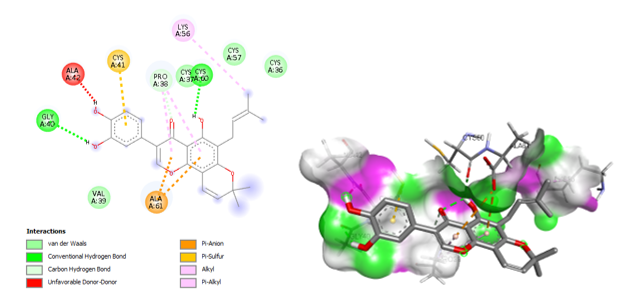 LYS
A:56
CYS
A:57
CYS
A:36
CYS
A:41
ALA
A:42
PRO
A:38
CYS
A:37
CYS
A:60
GLY
A:40
VAL
A:39
ALA
A:61
H
O
H
O
O
H
O
O
O
Interactions
van der Waals
Conventional Hydrogen Bond
Carbon Hydrogen Bond
Unfavorable Donor-Donor
Pi-Anion
Pi-Sulfur
Alkyl
Pi-Alkyl